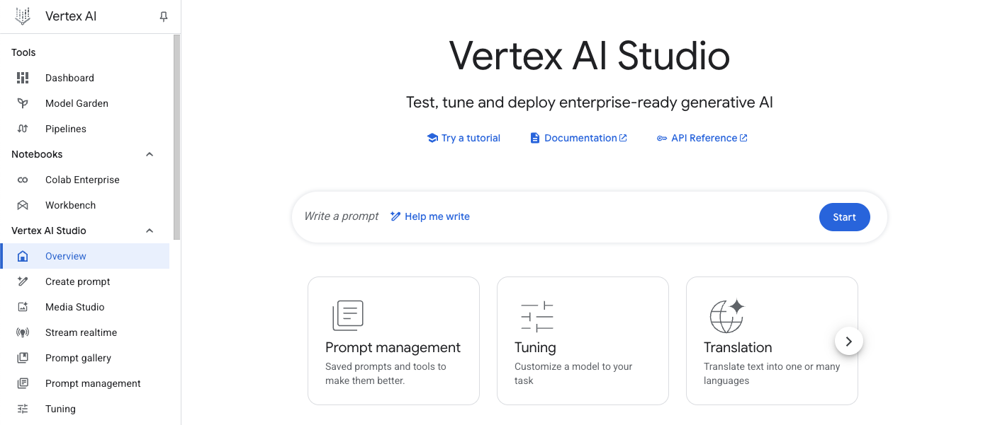 Vertex AI
Tools
Dashboard
Model Garden
Pipelines
Notebooks
Colab Enterprise
Workbench
Vertex AI Studio
Overview
Create prompt
Media Studio
Stream realtime
Prompt gallery
Prompt management
Tuning
Vertex AI Studio
Test, tune and deploy enterprise-ready generative AI
Try a tutorial Documentation API Reference
Write a prompt Help me write Start
Prompt management
Saved prompts and tools to
make them better.
Tuning
Customize a model to your
task
Translation
Translate text into one or many
languages